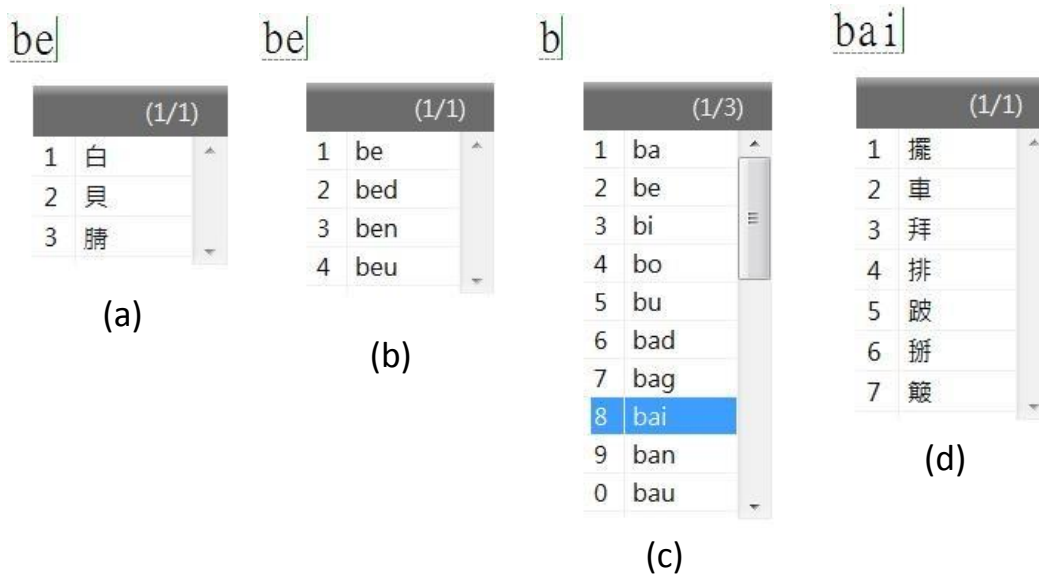 be
(1/1)
1 白
2 貝
3 腈
(a)
be
(1/1)
1 be
2 bed
3 ben
4 beu
(b)
b
(1/3)
1 ba
2 be
3 bi
4 bo
5 bu
6 bad
7 bag
8 bai
9 ban
0 bau
(c)
bai
(1/1)
1 擺
2 車
3 拜
4 排
5 跛
6 掰
7 簸
(d)